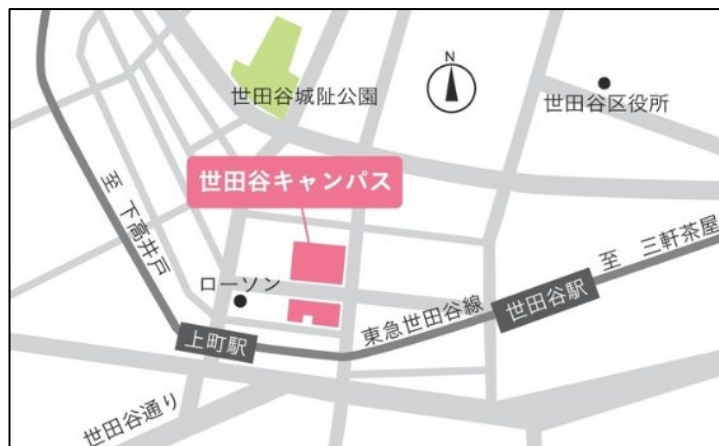 世田谷城阯公園
N
世田谷区役所
世田谷キャンパス
至 下高井戸
至 三軒茶屋
ローソン
世田谷駅
東急世田谷線
上町駅
世田谷通り